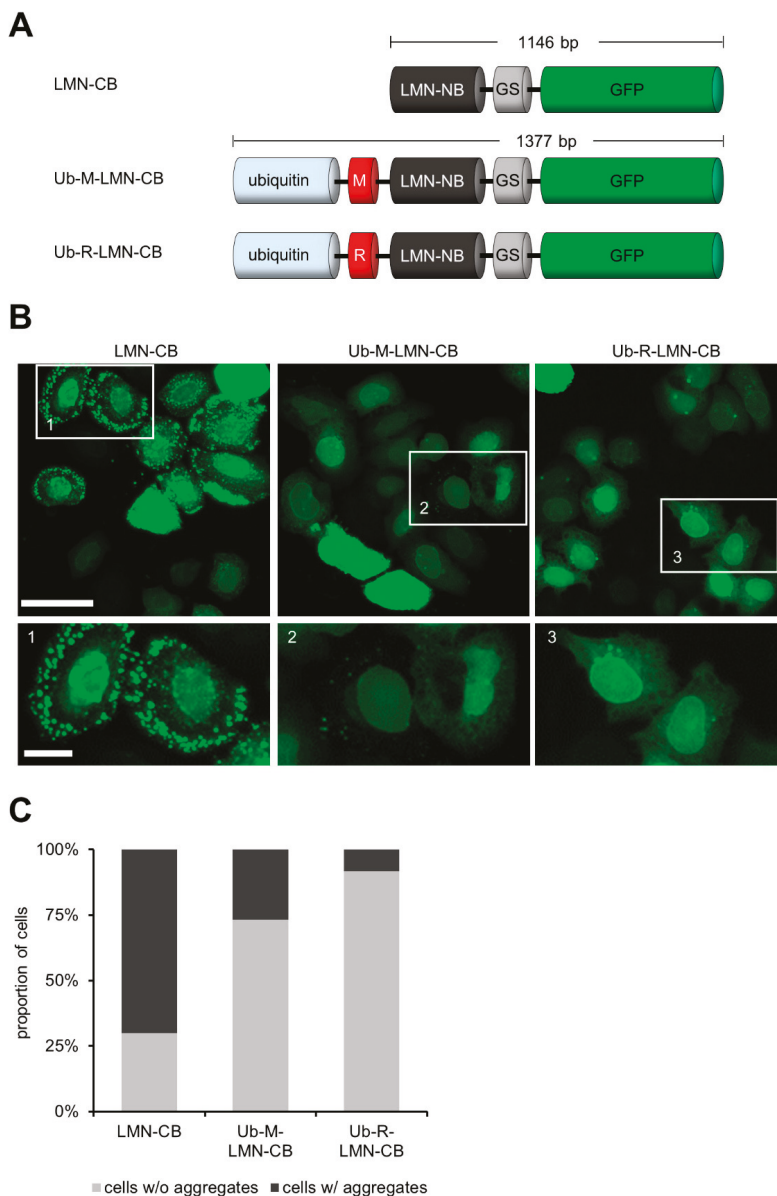 A
1146 bp
LMN-CB
LMN-NB GS GFP
1377 bp
Ub-M-LMN-CB
ubiquitin M LMN-NB GS GFP
Ub-R-LMN-CB
ubiquitin R LMN-NB GS GFP
B
LMN-CB Ub-M-LMN-CB Ub-R-LMN-CB
1 2 3
1 2 3
C
100%
75%
50%
25%
0%
proportion of cells
LMN-CB Ub-M-LMN-CB Ub-R-LMN-CB
cells w/o aggregates cells w/ aggregates